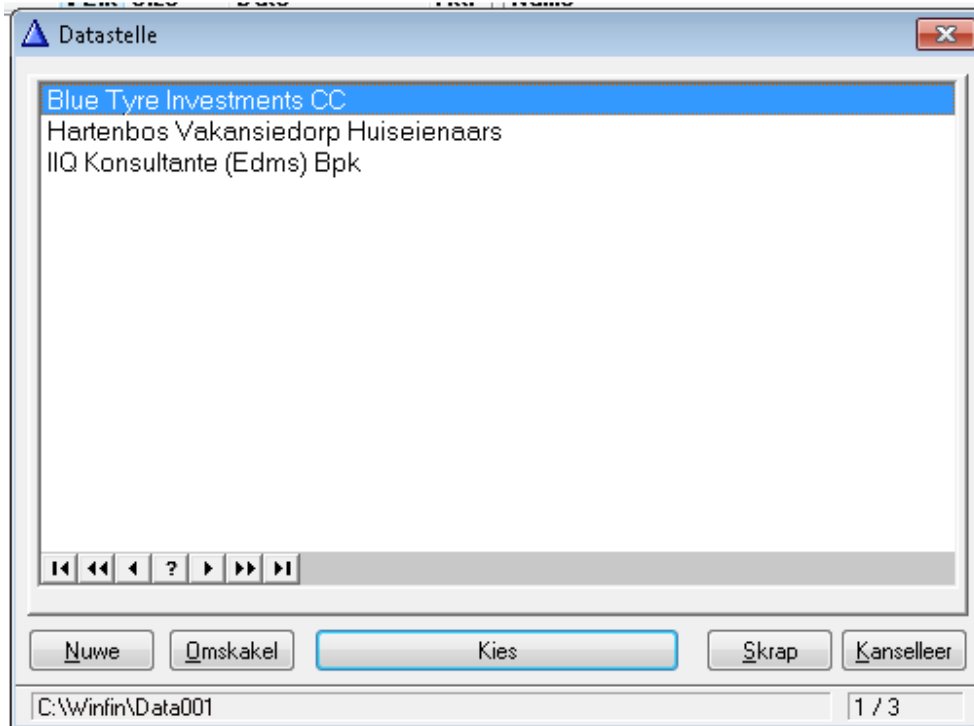 Datastelle
Blue Tyre Investments CC
Hartenbos Vakansiedorp Huiseienaars
IIQ Konsultante (Edms) Bpk
?
Nuwe Omskakel Kies Skrap Kanselleer
C:\Winfin\Data001 1 / 3